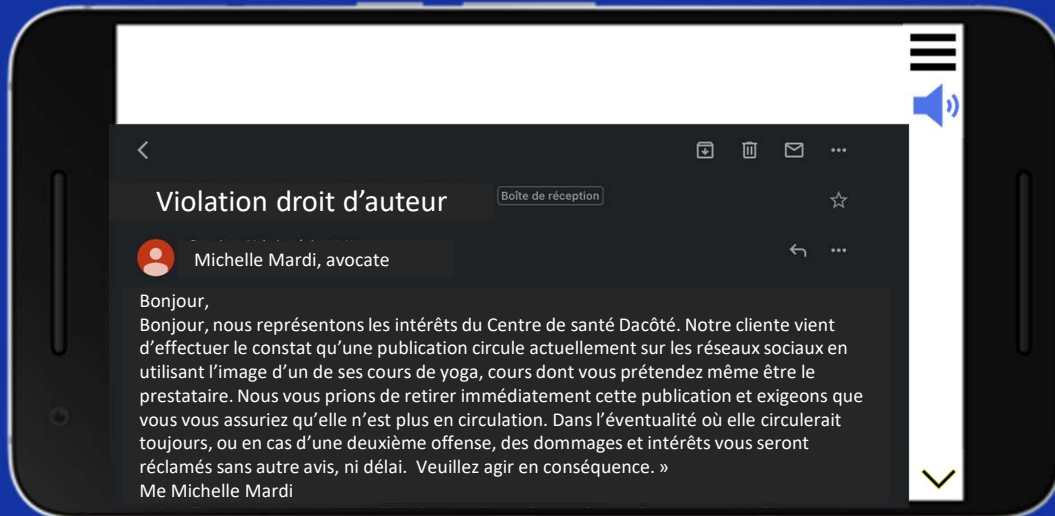 Violation droit d’auteur
Boîte de réception
Michelle Mardi, avocate
Bonjour,
Bonjour, nous représentons les intérêts du Centre de santé Dacôté. Notre cliente vient
d’effectuer le constat qu’une publication circule actuellement sur les réseaux sociaux en
utilisant l’image d’un de ses cours de yoga, cours dont vous prétendez même être le
prestataire. Nous vous prions de retirer immédiatement cette publication et exigeons que
vous vous assuriez qu’elle n’est plus en circulation. Dans l’éventualité où elle circulerait
toujours, ou en cas d’une deuxième offense, des dommages et intérêts vous seront
réclamés sans autre avis, ni délai.  Veuillez agir en conséquence. »
Me Michelle Mardi